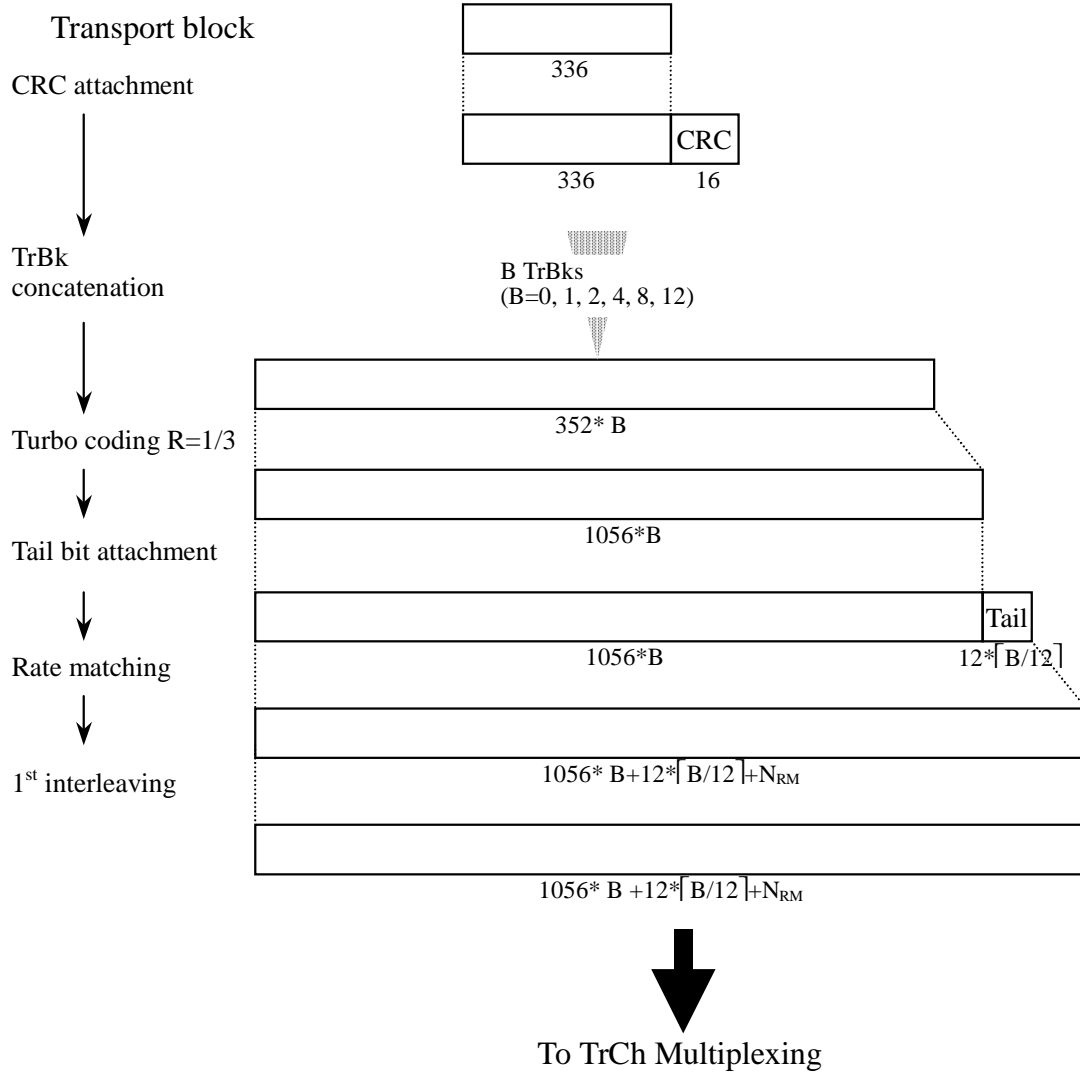 Transport block
336
CRC attachment
CRC
336 16
TrBk
concatenation
B TrBks
(B=0, 1, 2, 4, 8, 12)
352* B
Turbo coding R=1/3
1056*B
Tail bit attachment
Tail
1056*B 12*⌈B/12⌉
Rate matching
1056* B+12*⌈B/12⌉+NRM
1st interleaving
1056* B +12*⌈B/12⌉+NRM
To TrCh Multiplexing